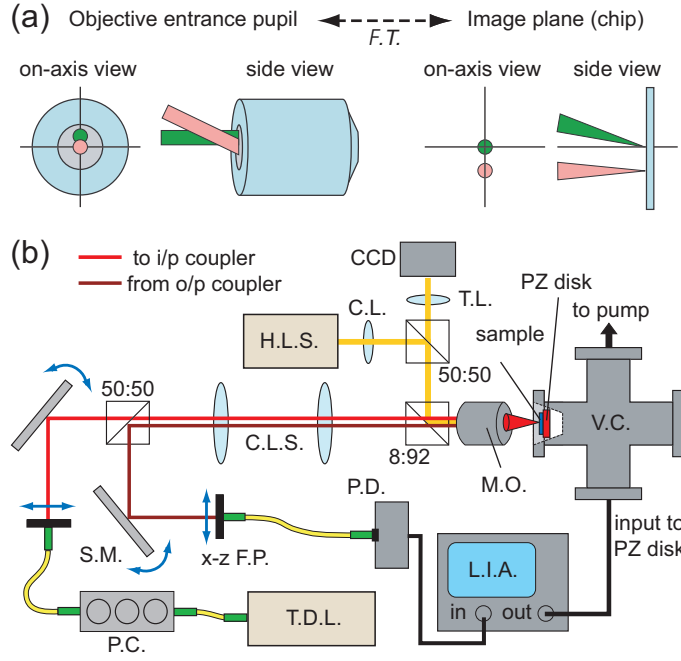 (a) Objective entrance pupil F.T. Image plane (chip)
on-axis view side view on-axis view side view
(b)
to i/p coupler
from o/p coupler
CCD
T.L.
C.L.
H.L.S.
PZ disk
to pump
sample
50:50
50:50
C.L.S.
8:92
M.O.
V.C.
P.D.
S.M.
x-z F.P.
input to
PZ disk
L.I.A.
in out
T.D.L.
P.C.